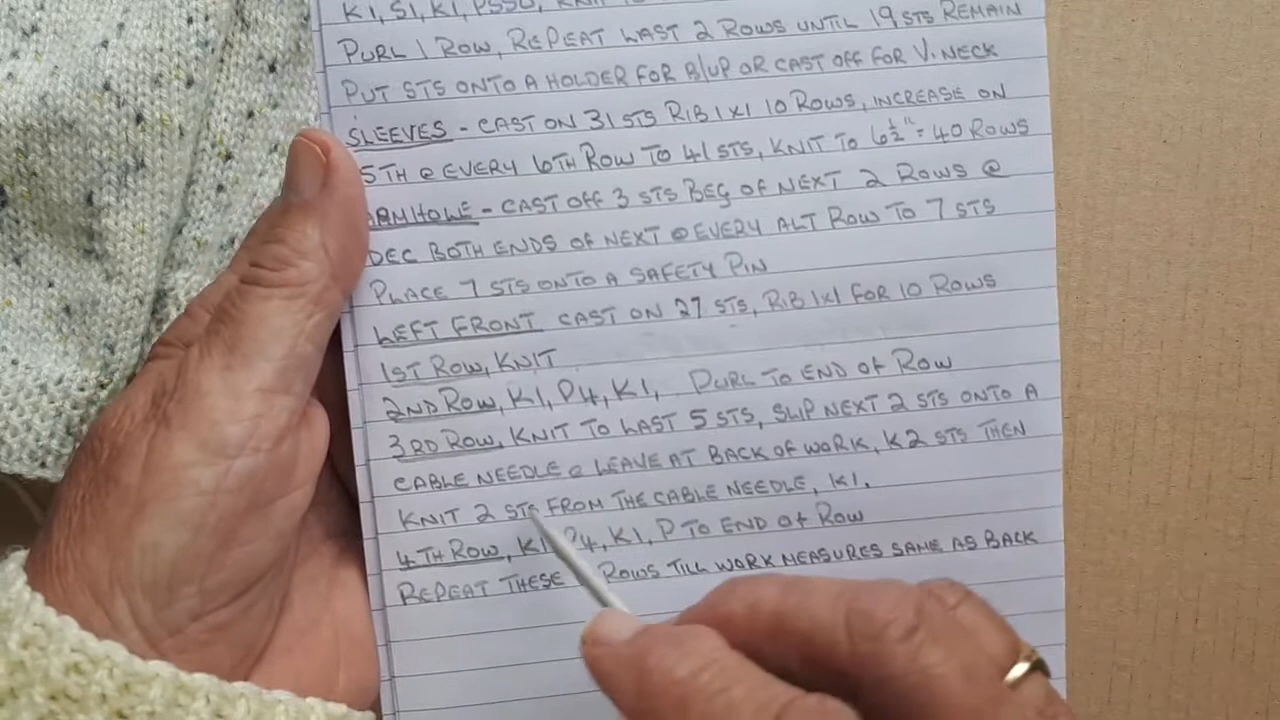 K1, S1, K1, PSSO,
PURL 1 ROW, REPEAT LAST 2 ROWS UNTIL 19 STS REMAIN
PUT STS ONTO A HOLDER FOR B/UP OR CAST OFF FOR V. NECK
SLEEVES - CAST ON 31 STS RIB 1X1 10 ROWS, INCREASE ON
5TH @ EVERY 6TH ROW TO 41 STS, KNIT TO 6½" = 40 ROWS
ARMHOLE - CAST OFF 3 STS BEG OF NEXT 2 ROWS @
DEC BOTH ENDS OF NEXT @ EVERY ALT ROW TO 7 STS
PLACE 7 STS ONTO A SAFETY PIN
LEFT FRONT CAST ON 27 STS, RIB 1X1 FOR 10 ROWS
1ST ROW, KNIT
2ND ROW, K1, P4, K1, PURL TO END OF ROW
3RD ROW, KNIT TO LAST 5 STS, SLIP NEXT 2 STS ONTO A
CABLE NEEDLE @ LEAVE AT BACK OF WORK, K2 STS THEN
KNIT 2 STS FROM THE CABLE NEEDLE, K1.
4TH ROW, K1 P4, K1, P TO END OF ROW
REPEAT THESE ROWS TILL WORK MEASURES SAME AS BACK